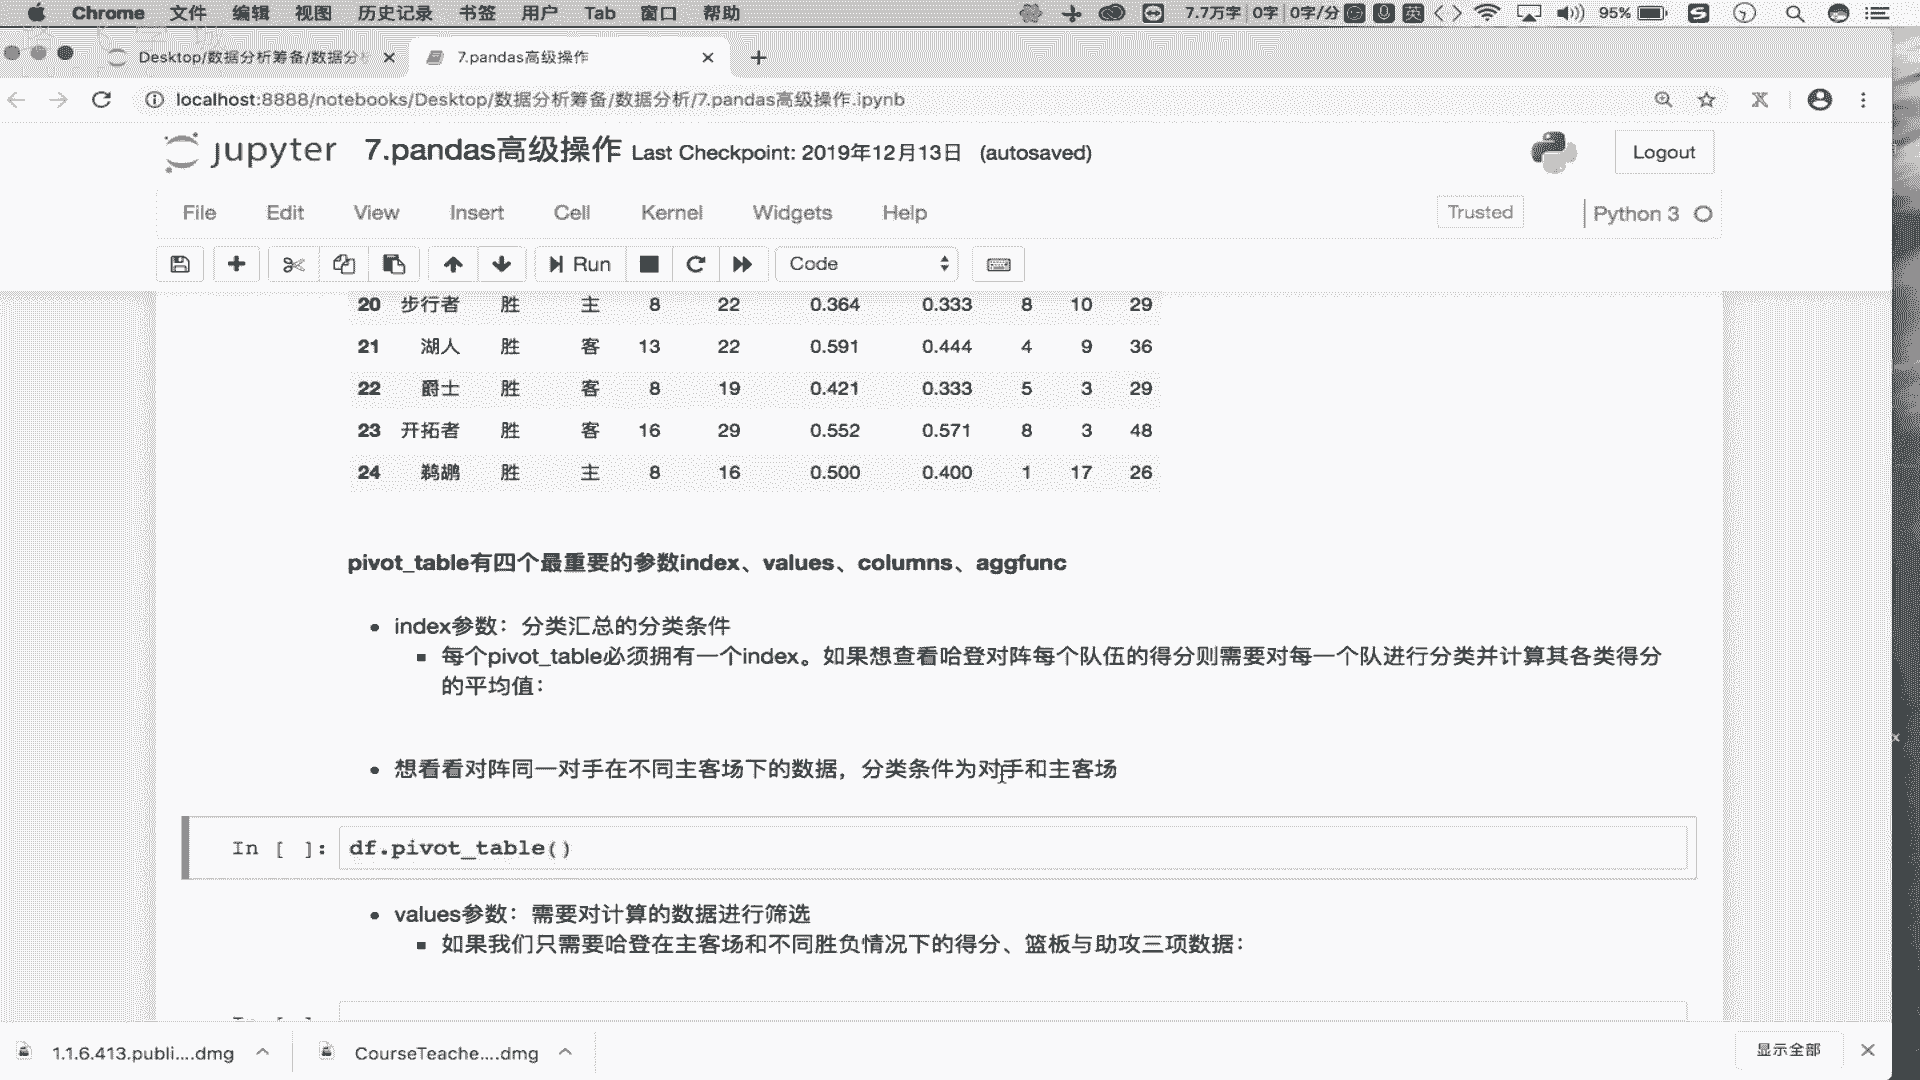 Chrome 文件 编辑 视图 历史记录 书签 用户 Tab 窗口 帮助 7.7万字 0字 0字/分 英 95%
Desktop/数据分析筹备/数据分 7.pandas高级操作
localhost:8888/notebooks/Desktop/数据分析筹备/数据分析/7.pandas高级操作.ipynb
jupyter 7.pandas高级操作 Last Checkpoint: 2019年12月13日 (autosaved) Logout
File Edit View Insert Cell Kernel Widgets Help Trusted Python 3
Run Code
20 步行者 胜 主 8 22 0.364 0.333 8 10 29
21 湖人 胜 客 13 22 0.591 0.444 4 9 36
22 爵士 胜 客 8 19 0.421 0.333 5 3 29
23 开拓者 胜 客 16 29 0.552 0.571 8 3 48
24 鹈鹕 胜 主 8 16 0.500 0.400 1 17 26
pivot_table有四个最重要的参数index、values、columns、aggfunc
index参数：分类汇总的分类条件
每个pivot_table必须拥有一个index。如果想查看哈登对阵每个队伍的得分则需要对每一个队进行分类并计算其各类得分
的平均值：
想看看对阵同一对手在不同主客场下的数据，分类条件为对手和主客场
In [ ]: df.pivot_table()
values参数：需要对计算的数据进行筛选
如果我们只需要哈登在主客场和不同胜负情况下的得分、篮板与助攻三项数据：
1.1.6.413.publi....dmg CourseTeache....dmg 显示全部